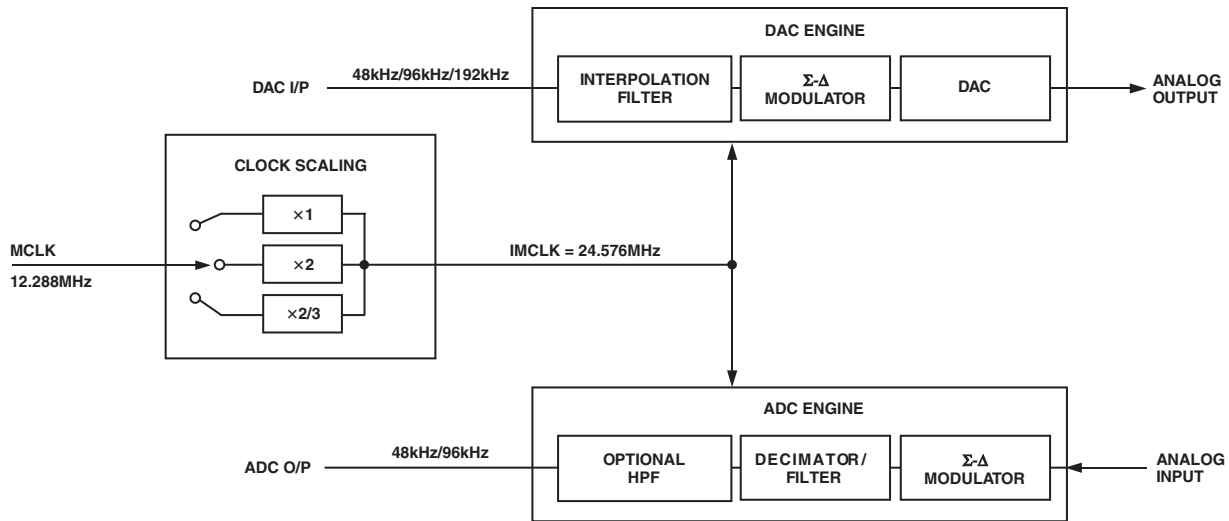 DAC ENGINE
DAC I/P
48kHz/96kHz/192kHz
INTERPOLATION
FILTER
Σ-Δ
MODULATOR
DAC
ANALOG
OUTPUT
CLOCK SCALING
×1
MCLK
12.288MHz
×2
IMCLK = 24.576MHz
×2/3
ADC ENGINE
ADC O/P
48kHz/96kHz
OPTIONAL
HPF
DECIMATOR/
FILTER
Σ-Δ
MODULATOR
ANALOG
INPUT